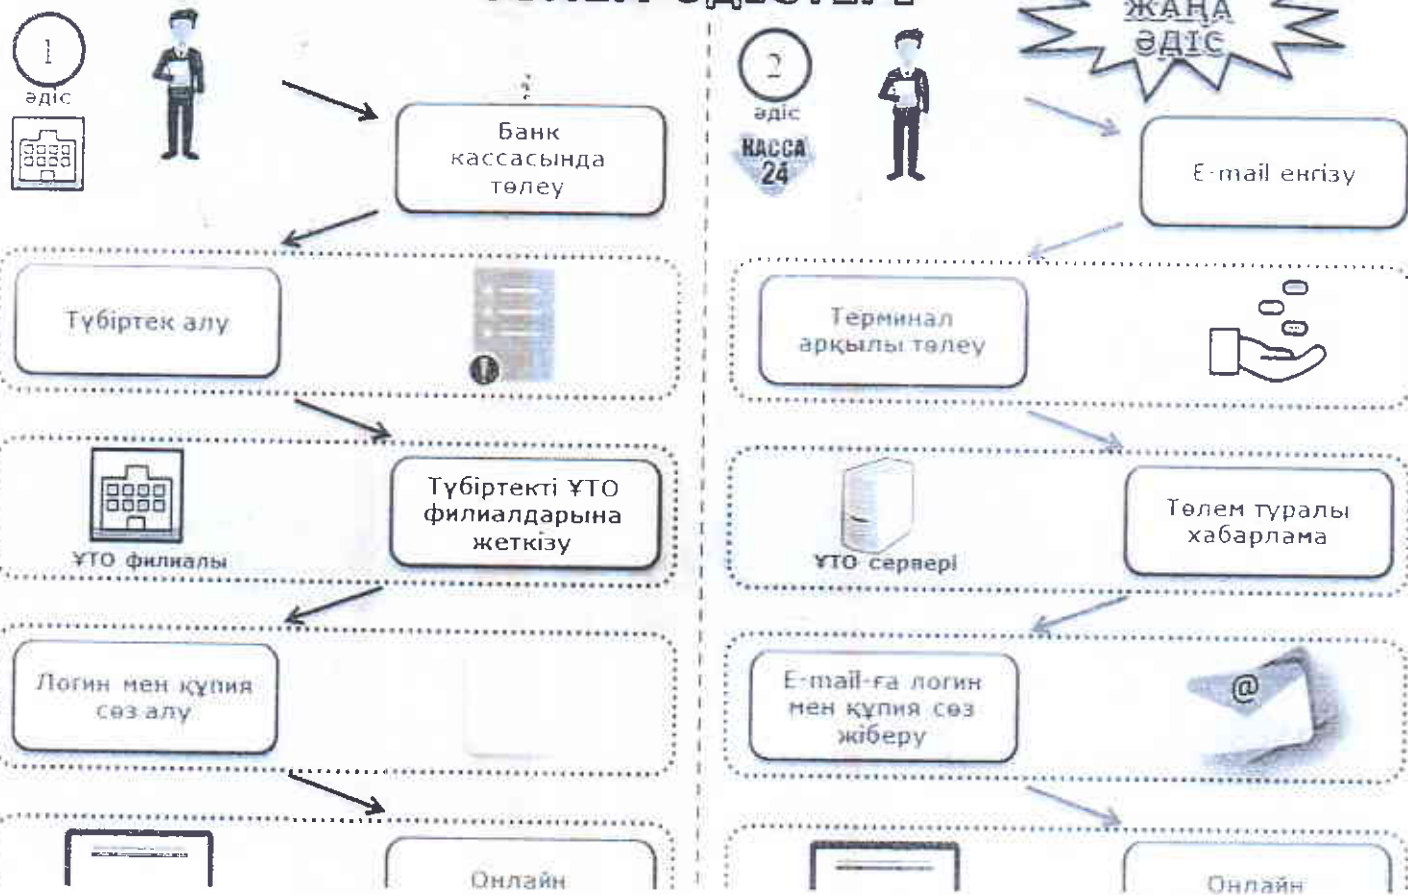 1
әдіс
Банк
кассасында
төлеу
Түбіртек алу
Түбіртекті ҰТО
филиалдарына
жеткізу
ҰТО филиалы
Логин мен құпия
сөз алу
Онлайн
2
әдіс
КАССА
24
ЖАҢА
ӘДІС
E-mail енгізу
Терминал
арқылы төлеу
ҰТО сервері
Төлем туралы
хабарлама
E-mail-ға логин
мен құпия сөз
жіберу
@
Онлайн